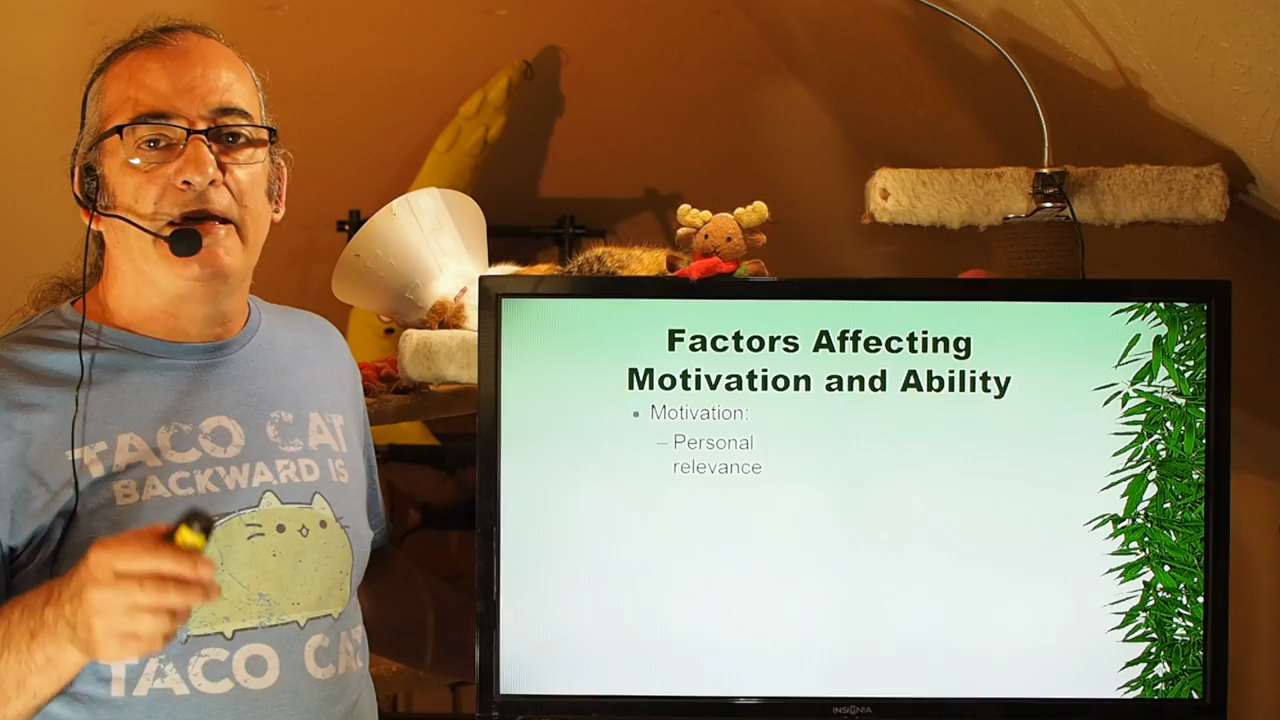 TACO CAT
BACKWARD IS
TACO CAT
Factors Affecting
Motivation and Ability
▪ Motivation:
– Personal
relevance
INSIGNIA